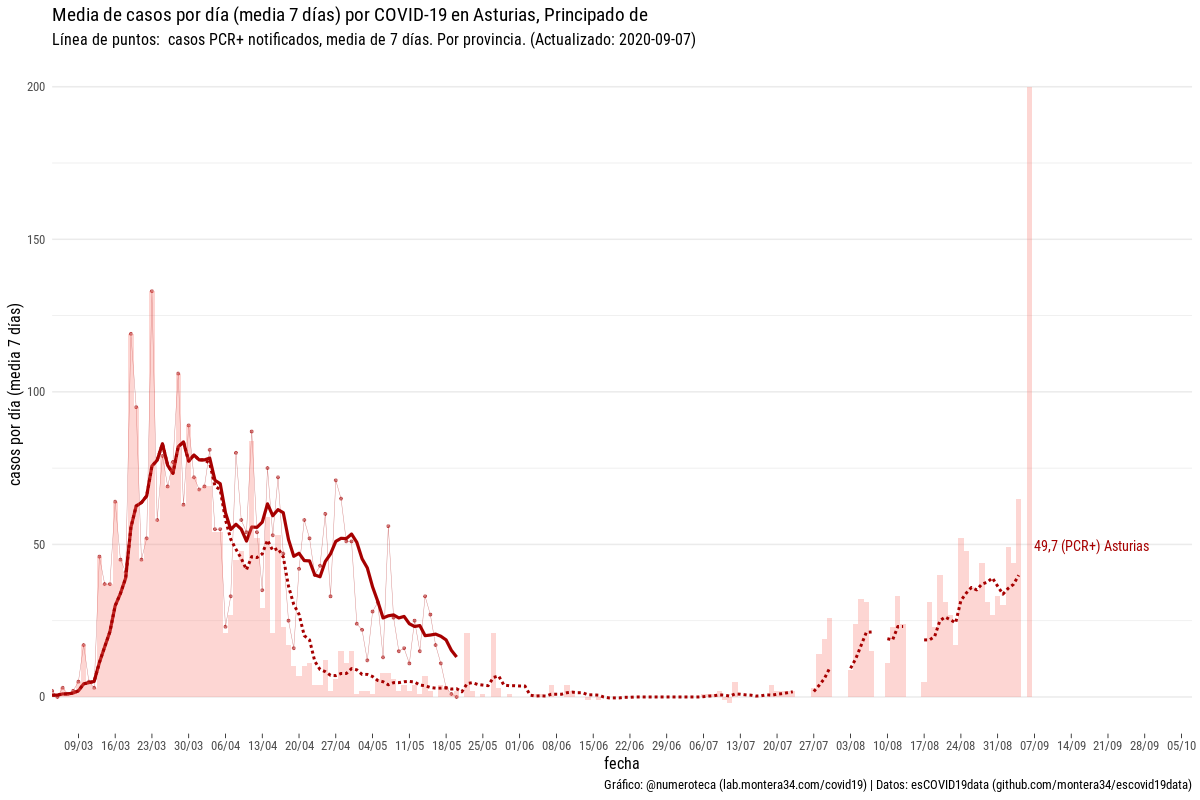 Media de casos por día (media 7 días) por COVID-19 en Asturias, Principado de
Línea de puntos:  casos PCR+ notificados, media de 7 días. Por provincia. (Actualizado: 2020-09-07)
200
150
100
50
0
casos por día (media 7 días)
49,7 (PCR+) Asturias
09/03 16/03 23/03 30/03 06/04 13/04 20/04 27/04 04/05 11/05 18/05 25/05 01/06 08/06 15/06 22/06 29/06 06/07 13/07 20/07 27/07 03/08 10/08 17/08 24/08 31/08 07/09 14/09 21/09 28/09 05/10
fecha
Gráfico: @numeroteca (lab.montera34.com/covid19) | Datos: esCOVID19data (github.com/montera34/escovid19data)